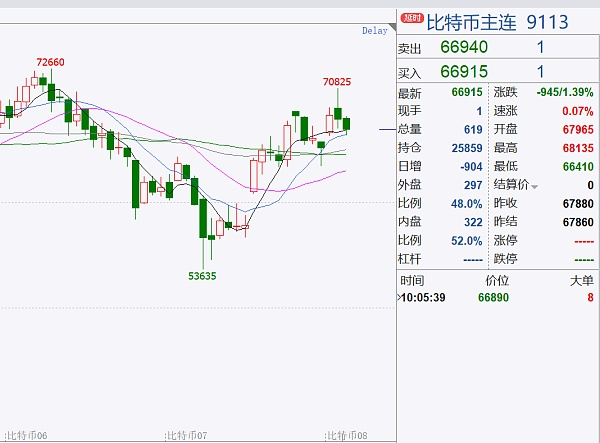 Delay
72660
70825
53635
比特币06 比特币07 比特币08
延时 比特币主连 9113
卖出 66940 1
买入 66915 1
最新 66915 涨跌 -945/1.39%
现手 1 速涨 0.07%
总量 619 开盘 67965
持仓 25859 最高 68135
日增 -904 最低 66410
外盘 297 结算价 0
比例 48.0% 昨收 67880
内盘 322 昨结 67860
比例 52.0% 涨停 -----
杠杆 ----- 跌停 -----
时间 价位 大单
10:05:39 66890 8